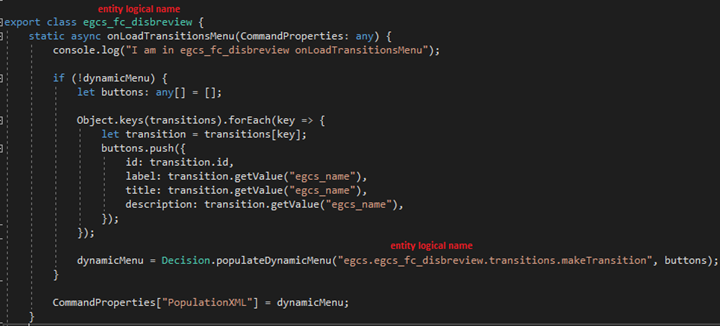 entity logical name
export class egcs_fc_disbreview {
static async onLoadTransitionsMenu(CommandProperties: any) {
console.log("I am in egcs_fc_disbreview onLoadTransitionsMenu");
if (!dynamicMenu) {
let buttons: any[] = [];
Object.keys(transitions).forEach(key => {
let transition = transitions[key];
buttons.push({
id: transition.id,
label: transition.getValue("egcs_name"),
title: transition.getValue("egcs_name"),
description: transition.getValue("egcs_name"),
});
});
entity logical name
dynamicMenu = Decision.populateDynamicMenu("egcs.egcs_fc_disbreview.transitions.makeTransition", buttons);
}
CommandProperties["PopulationXML"] = dynamicMenu;
}